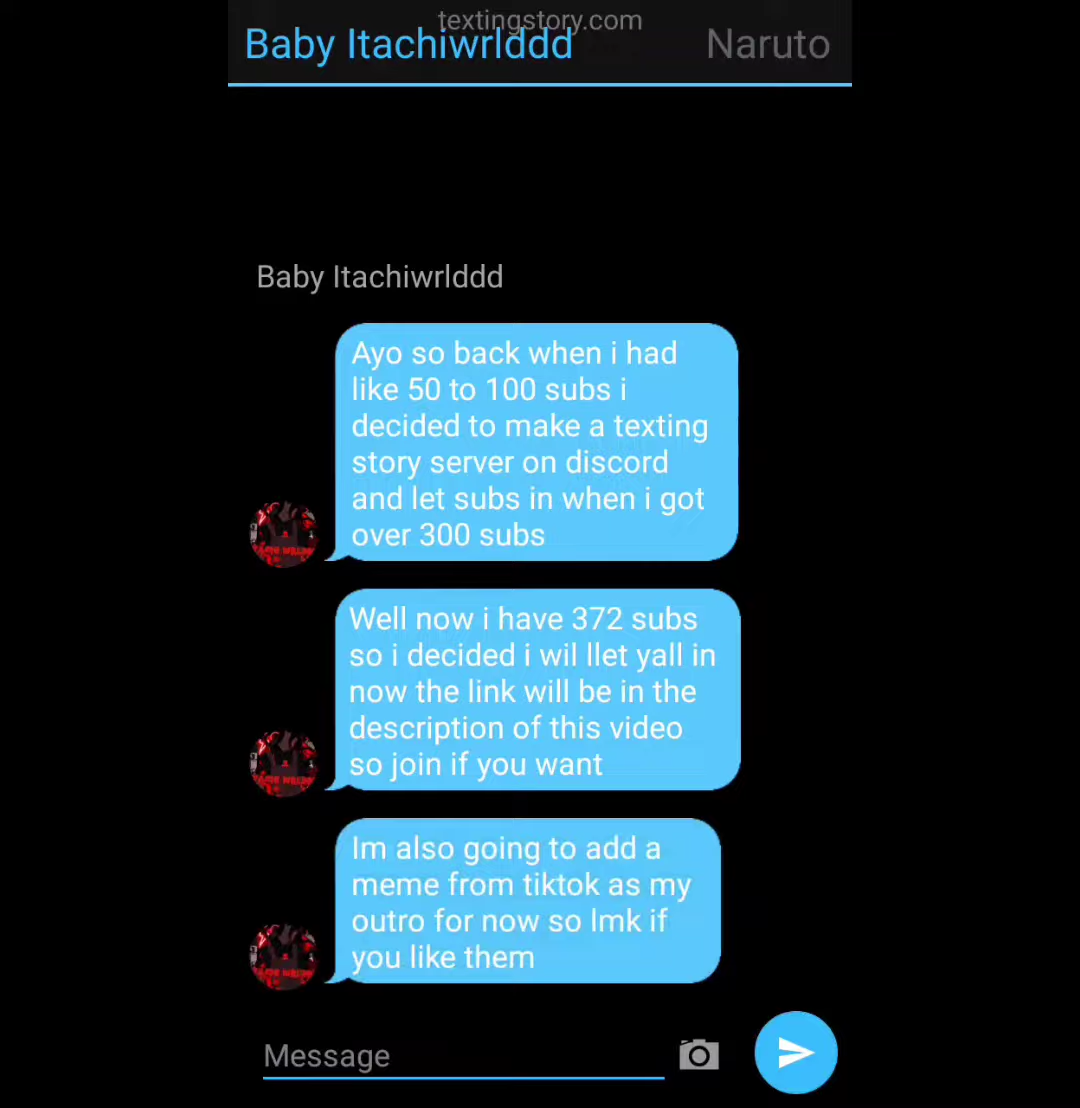 textingstory.com
Baby Itachiwrlddd Naruto
Baby Itachiwrlddd
Ayo so back when i had
like 50 to 100 subs i
decided to make a texting
story server on discord
and let subs in when i got
over 300 subs
Well now i have 372 subs
so i decided i wil llet yall in
now the link will be in the
description of this video
so join if you want
Im also going to add a
meme from tiktok as my
outro for now so lmk if
you like them
Message